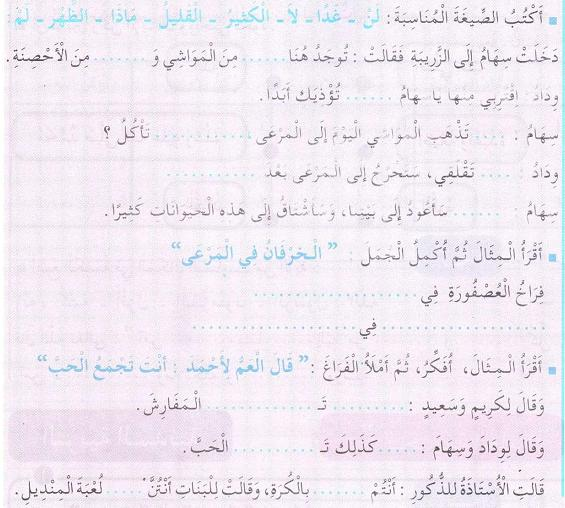 ▪ أَكْتُبُ الصِّيغَةَ الْمُنَاسِبَةَ : لَنْ ـ غَدًا ـ لاَ ـ الْكَثِيرُ ـ الْقَلِيلُ ـ مَاذَا ـ الظُّهْرِ ـ لَمْ
دَخَلَتْ سِهَامُ إِلَى الزَّرِيبَةِ فَقَالَتْ : تُوجَدُ هُنَا ......... مِنَ الْمَوَاشِي وَ ......... مِنَ الْأَحْصِنَةِ.
وِدَادُ : اِقْتَرِبِي مِنْهَا يَا سِهَامُ ...... تُؤْذِيكِ أَبَدًا.
سِهَامُ : ..... تَذْهَبِ الْمَوَاشِي الْيَوْمَ إِلَى الْمَرْعَى، ........... تَأْكُلُ ؟
وِدَادُ : ..... تَقْلَقِي، سَتَخْرُجُ إِلَى الْمَرْعَى بَعْدَ ...........
سِهَامُ : ....... سَأَعُودُ إِلَى بَيْتِنَا، وَسَأَشْتَاقُ إِلَى هَذِهِ الْحَيَوَانَاتِ كَثِيرًا.
▪ أَقْرَأُ الْمِثَالَ ثُمَّ أُكْمِلُ الْجُمَلَ : " الْخِرْفَانُ فِي الْمَرْعَى"
فِرَاخُ الْعُصْفُورَةِ فِي ....................
.................... فِي ....................
▪ أَقْرَأُ الْمِثَالَ، أُفَكِّرُ، ثُمَّ أَمْلَأُ الْفَرَاغَ : " قَالَ الْعَمُّ لِأَحْمَدَ : أَنْتَ تَجْمَعُ الْحَبَّ"
وَقَالَ لِكَرِيمٍ وَسَعِيدٍ : ......... تَـ .......... الْمَفَارِشَ.
وَقَالَ لِوِدَادَ وَسِهَامَ : ..... كَذَلِكَ تَـ .......... الْحَبَّ.
قَالَتِ الْأُسْتَاذَةُ لِلذُّكُورِ : أَنْتُمْ ........ بِالْكُرَةِ، وَقَالَتْ لِلْبَنَاتِ أَنْتُنَّ ...... لُعْبَةَ الْمِنْدِيلِ.